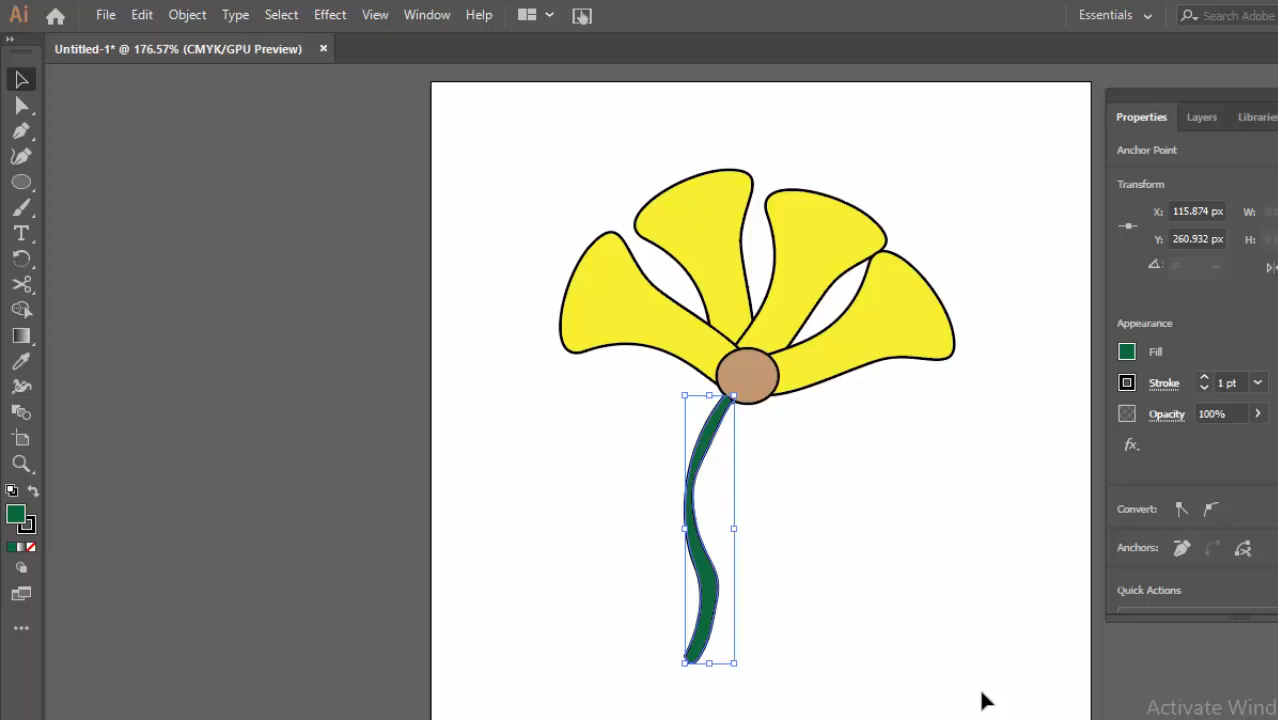 Ai File Edit Object Type Select Effect View Window Help Essentials Search Adobe
Untitled-1* @ 176.57% (CMYK/GPU Preview) ×
Properties Layers Libraries
Anchor Point
Transform
X: 115.874 px W:
Y: 260.932 px H:
Appearance
Fill
Stroke 1 pt
Opacity 100%
fx.
Convert:
Anchors:
Quick Actions
Activate Wind